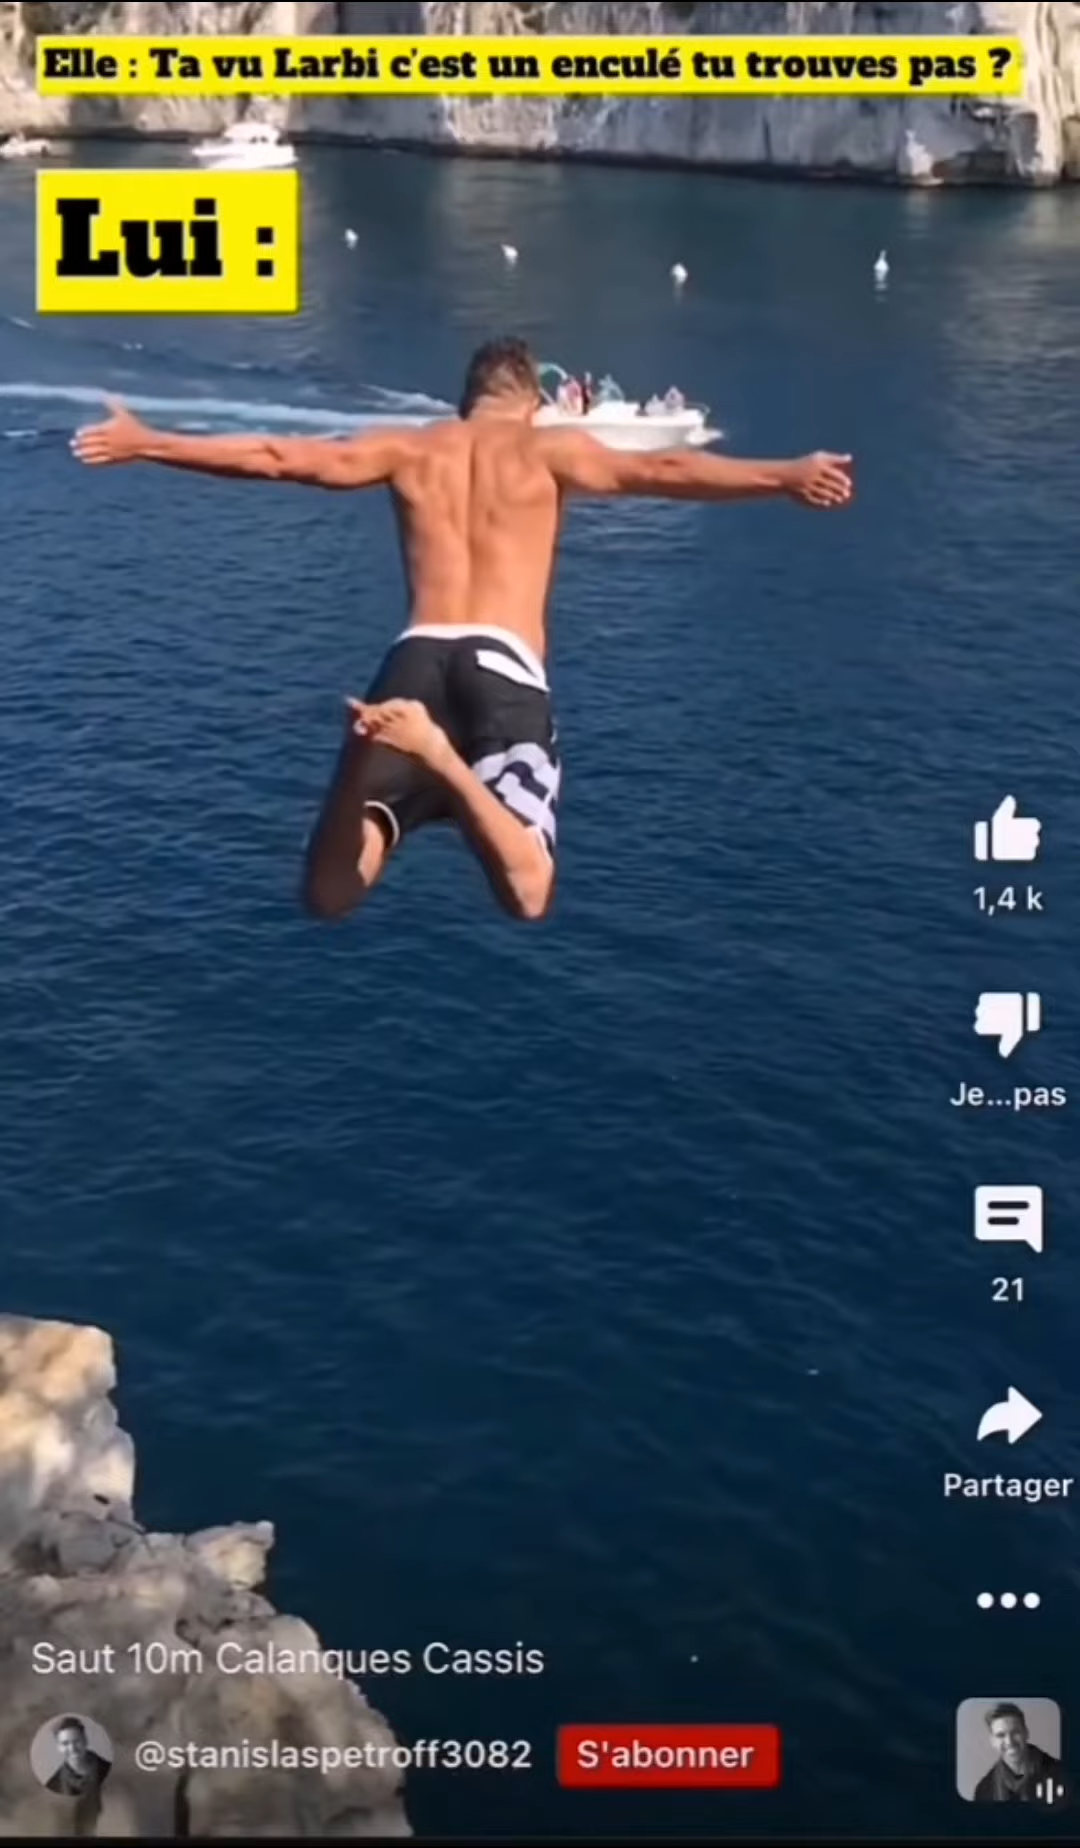 Elle : Ta vu Larbi c'est un enculé tu trouves pas ?
Lui :
1,4 k
Je...pas
21
Partager
Saut 10m Calanques Cassis
@stanislaspetroff3082
S'abonner